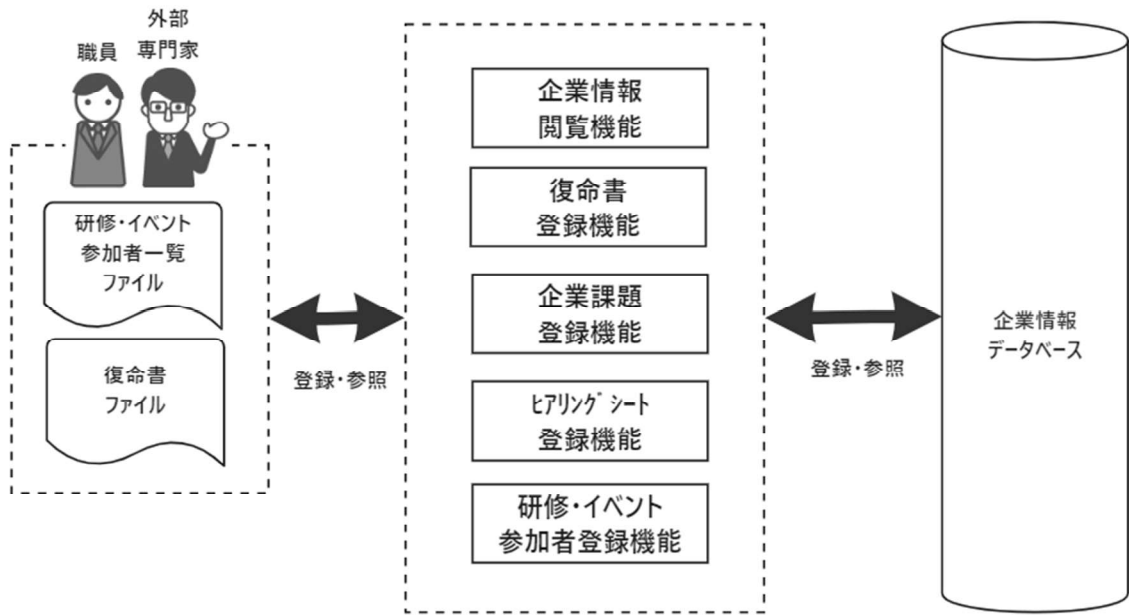 職員
外部
専門家
研修・イベント
参加者一覧
ファイル
復命書
ファイル
登録・参照
企業情報
閲覧機能
復命書
登録機能
企業課題
登録機能
ﾋｱﾘﾝｸﾞｼｰﾄ
登録機能
研修・イベント
参加者登録機能
登録・参照
企業情報
データベース